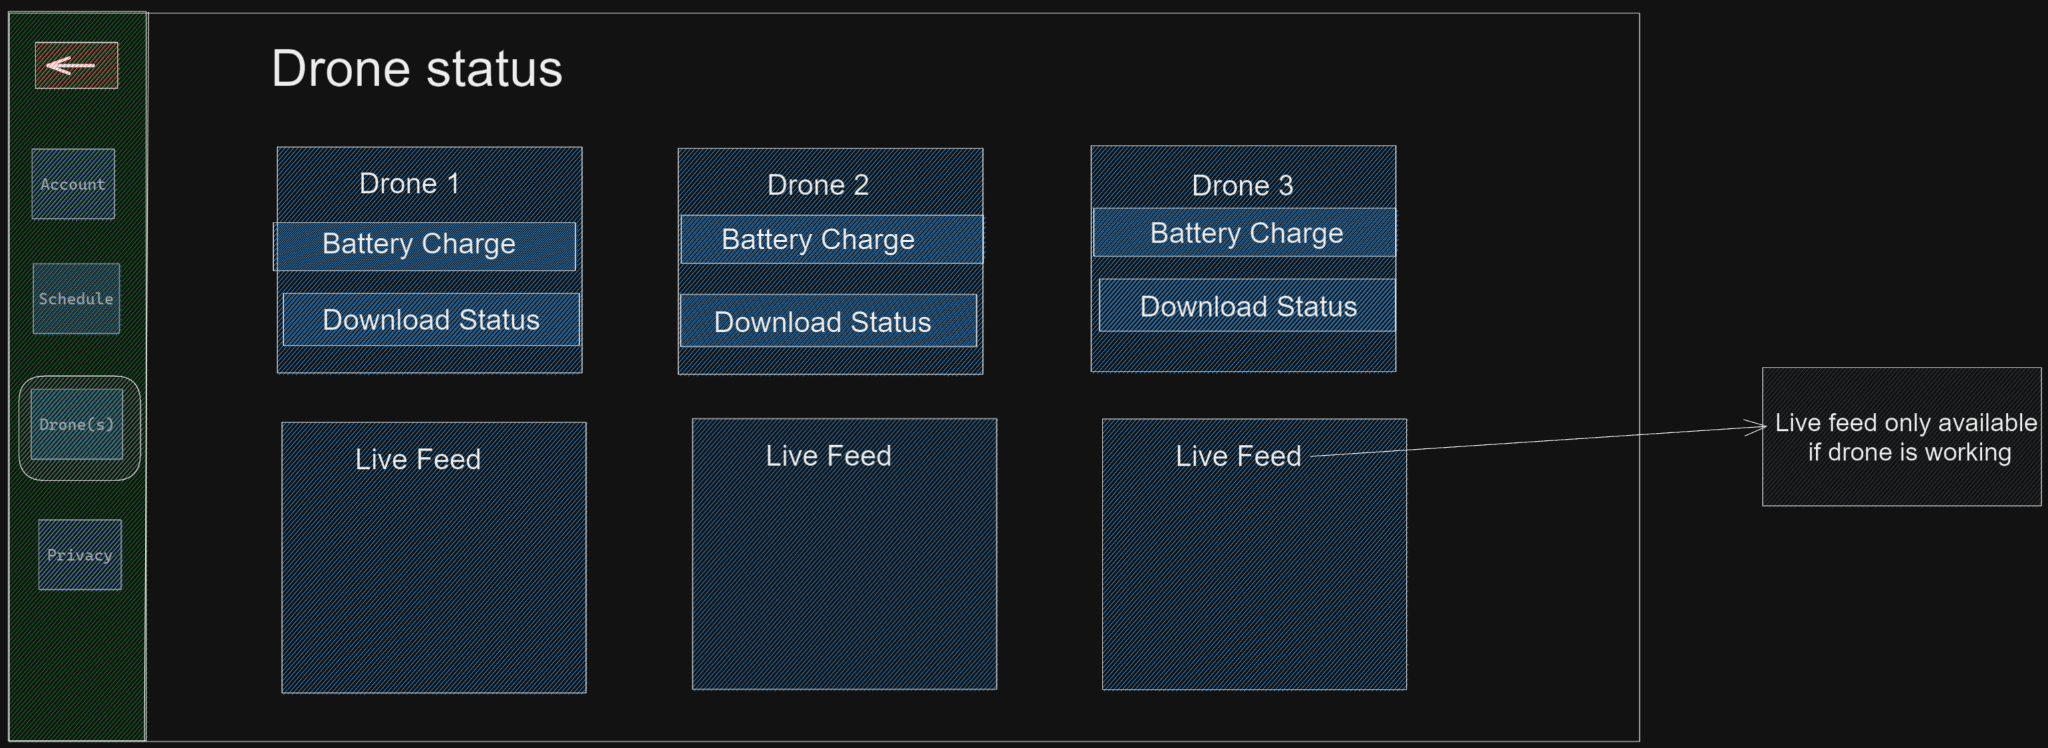 Account
Schedule
Drone(s)
Privacy
Drone status
Drone 1
Battery Charge
Download Status
Drone 2
Battery Charge
Download Status
Drone 3
Battery Charge
Download Status
Live Feed
Live Feed
Live Feed
Live feed only available
if drone is working